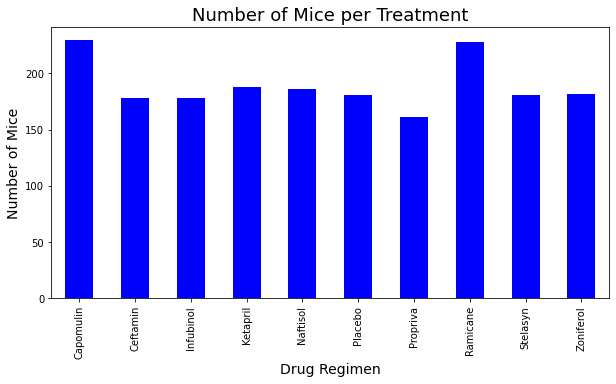 Number of Mice per Treatment
Number of Mice
200
150
100
50
0
Capomulin
Ceftamin
Infubinol
Ketapril
Naftisol
Placebo
Propriva
Ramicane
Stelasyn
Zoniferol
Drug Regimen